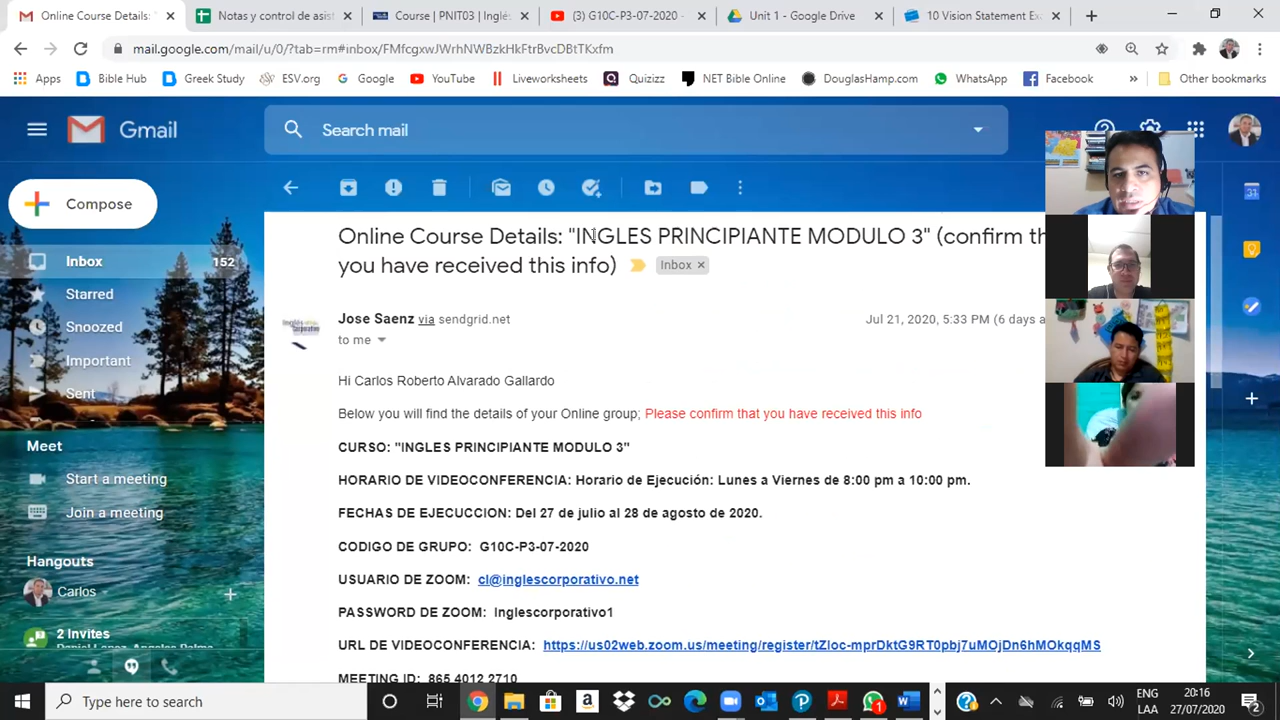 Online Course Details:
Notas y control de asist
Course | PNIT03 | Inglé
(3) G10C-P3-07-2020 -
Unit 1 - Google Drive
10 Vision Statement Exa
mail.google.com/mail/u/0/?tab=rm#inbox/FMfcgxwJWrhNWBzkHkFtrBvcDBtTKxfm
Apps
Bible Hub
Greek Study
ESV.org
Google
YouTube
Liveworksheets
Quizizz
NET Bible Online
DouglasHamp.com
WhatsApp
Facebook
Other bookmarks
Gmail
Search mail
Compose
Inbox 152
Starred
Snoozed
Important
Sent
Meet
Start a meeting
Join a meeting
Hangouts
Carlos
2 Invites
Online Course Details: "INGLES PRINCIPIANTE MODULO 3" (confirm th
you have received this info)
Inbox
Jose Saenz via sendgrid.net
Jul 21, 2020, 5:33 PM (6 days a
to me
Hi Carlos Roberto Alvarado Gallardo
Below you will find the details of your Online group; Please confirm that you have received this info
CURSO: "INGLES PRINCIPIANTE MODULO 3"
HORARIO DE VIDEOCONFERENCIA: Horario de Ejecución: Lunes a Viernes de 8:00 pm a 10:00 pm.
FECHAS DE EJECUCCION: Del 27 de julio al 28 de agosto de 2020.
CODIGO DE GRUPO: G10C-P3-07-2020
USUARIO DE ZOOM: cl@inglescorporativo.net
PASSWORD DE ZOOM: Inglescorporativo1
URL DE VIDEOCONFERENCIA: https://us02web.zoom.us/meeting/register/tZloc-mprDktG9RT0pbj7uMOjDn6hMOkqqMS
MEETING ID: 865 4012 2710
Type here to search
ENG
LAA
20:16
27/07/2020